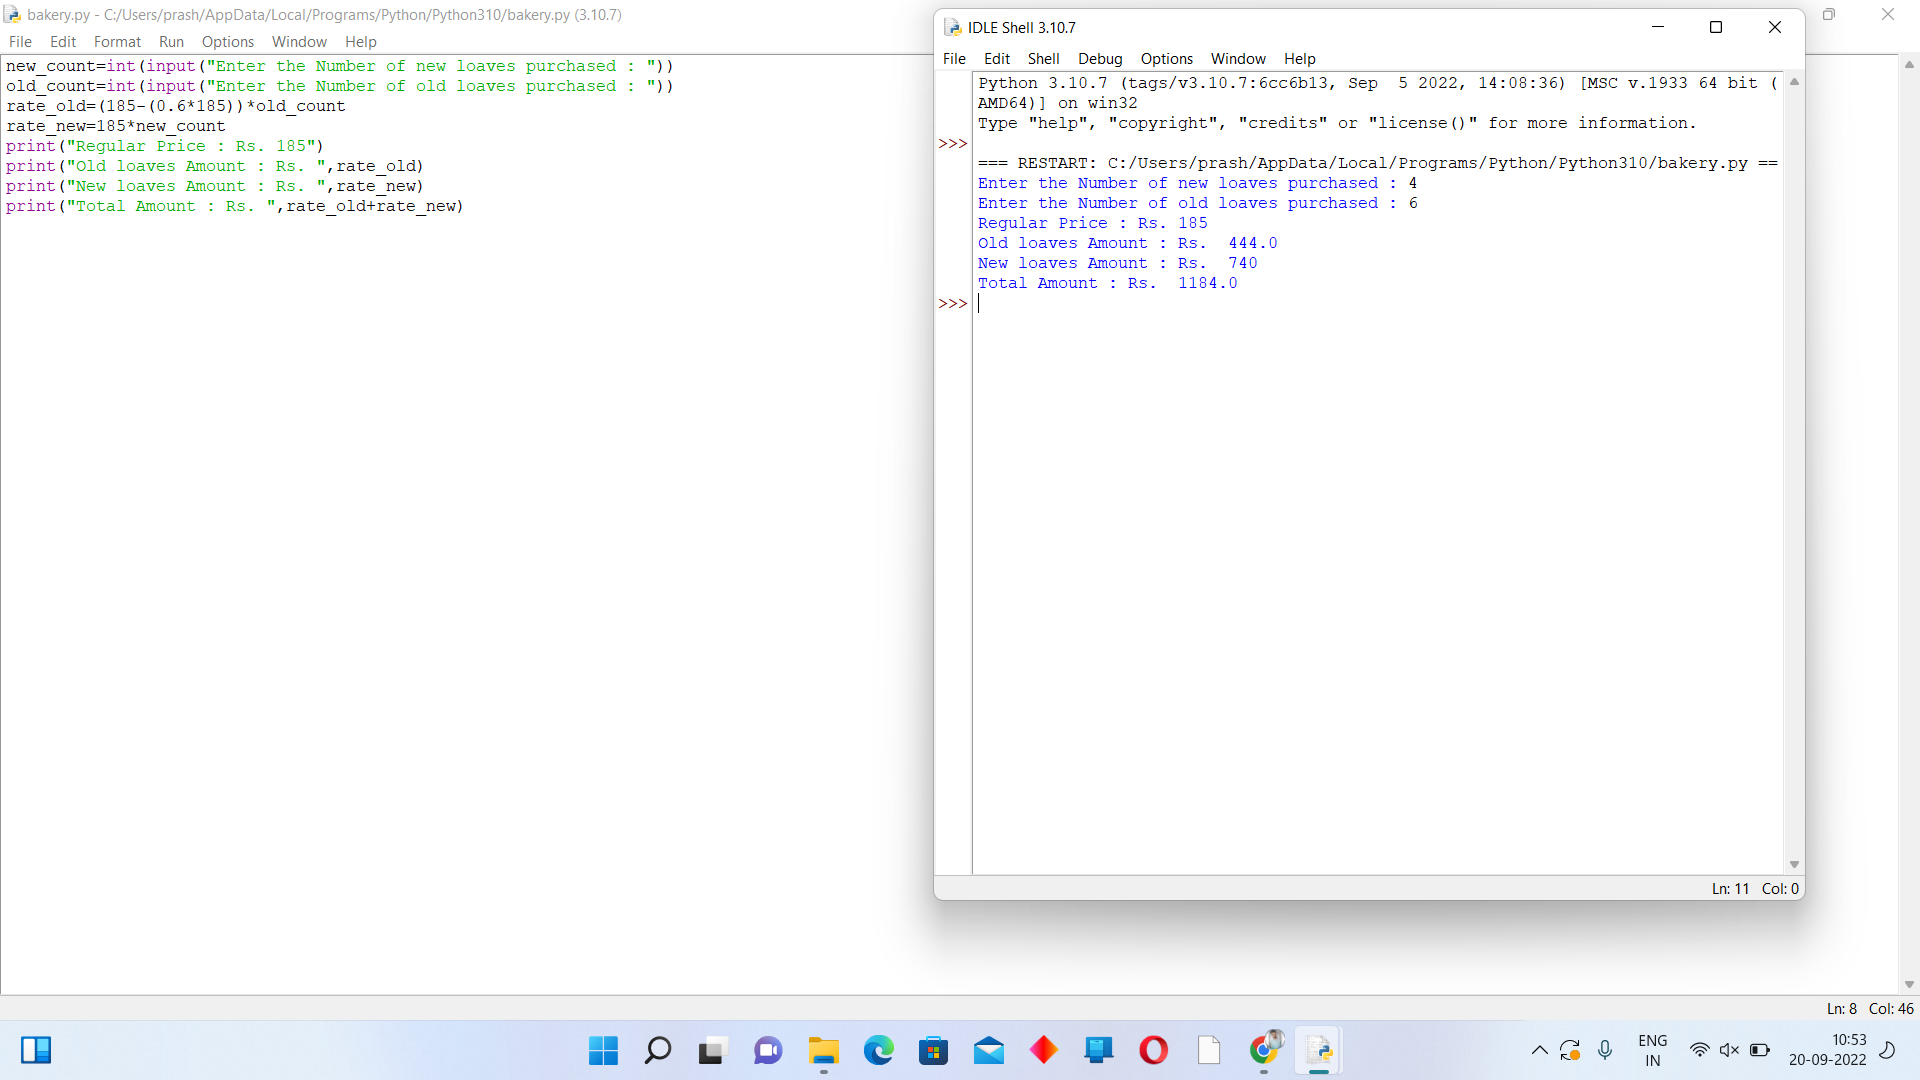 bakery.py - C:/Users/prash/AppData/Local/Programs/Python/Python310/bakery.py (3.10.7)
File Edit Format Run Options Window Help
new_count=int(input("Enter the Number of new loaves purchased : "))
old_count=int(input("Enter the Number of old loaves purchased : "))
rate_old=(185-(0.6*185))*old_count
rate_new=185*new_count
print("Regular Price : Rs. 185")
print("Old loaves Amount : Rs. ",rate_old)
print("New loaves Amount : Rs. ",rate_new)
print("Total Amount : Rs. ",rate_old+rate_new)
IDLE Shell 3.10.7
File Edit Shell Debug Options Window Help
Python 3.10.7 (tags/v3.10.7:6cc6b13, Sep  5 2022, 14:08:36) [MSC v.1933 64 bit (
AMD64)] on win32
Type "help", "copyright", "credits" or "license()" for more information.
>>>
=== RESTART: C:/Users/prash/AppData/Local/Programs/Python/Python310/bakery.py ==
Enter the Number of new loaves purchased : 4
Enter the Number of old loaves purchased : 6
Regular Price : Rs. 185
Old loaves Amount : Rs.  444.0
New loaves Amount : Rs.  740
Total Amount : Rs.  1184.0
>>>
Ln: 11 Col: 0
Ln: 8 Col: 46
ENG
IN
10:53
20-09-2022